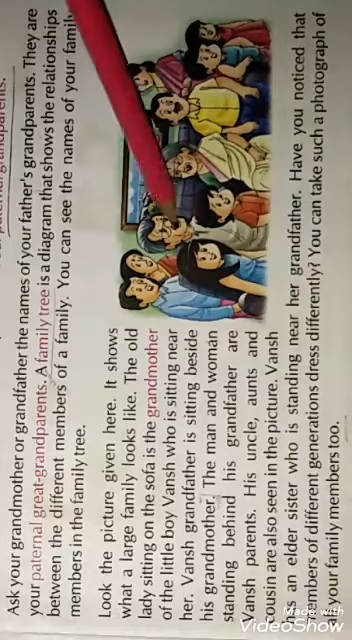 paternal grandparents.
Ask your grandmother or grandfather the names of your father's grandparents. They are
your paternal great-grandparents. A family tree is a diagram that shows the relationships
between the different members of a family. You can see the names of your family
members in the family tree.
Look the picture given here. It shows
what a large family looks like. The old
lady sitting on the sofa is the grandmother
of the little boy Vansh who is sitting near
her. Vansh grandfather is sitting beside
his grandmother. The man and woman
standing behind his grandfather are
Vansh parents. His uncle, aunts and
cousin are also seen in the picture. Vansh
an elder sister who is standing near her grandfather. Have you noticed that
members of different generations dress differently? You can take such a photograph of
your family members too.
Made with
VideoShow